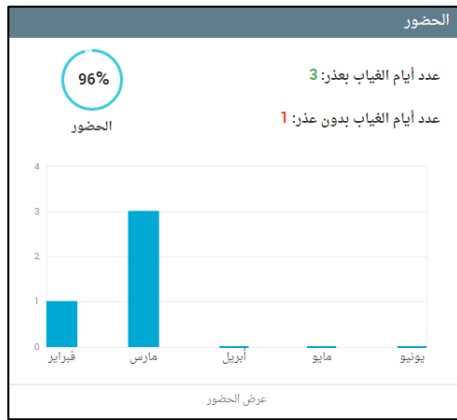 الحضور
عدد أيام الغياب بعذر: 3
96%
الحضور
عدد أيام الغياب بدون عذر: 1
4
3
2
1
0
فبراير مارس أبريل مايو يونيو
عرض الحضور